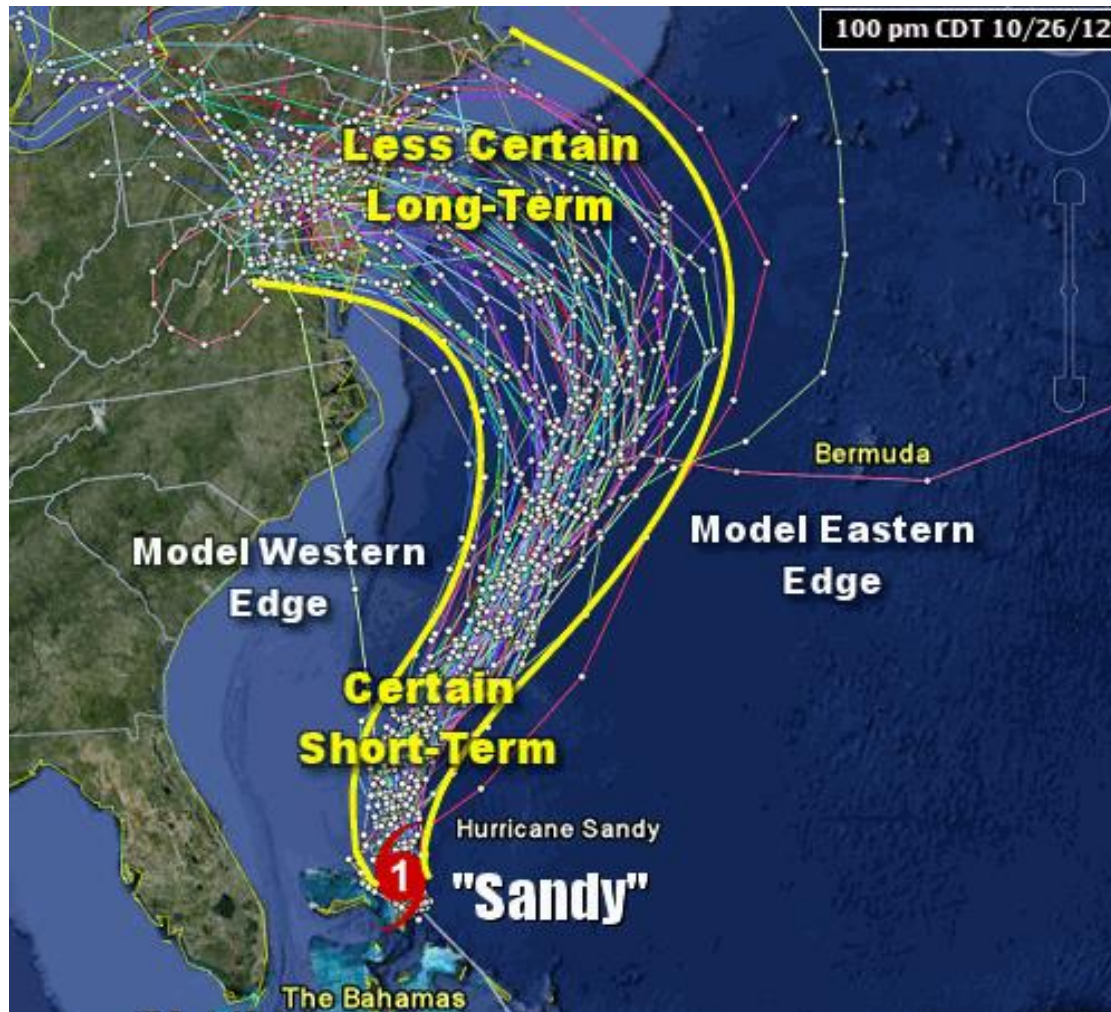 100 pm CDT 10/26/12
Less Certain
Long-Term
Bermuda
Model Western
Edge
Model Eastern
Edge
Certain
Short-Term
Hurricane Sandy
1
"Sandy"
The Bahamas